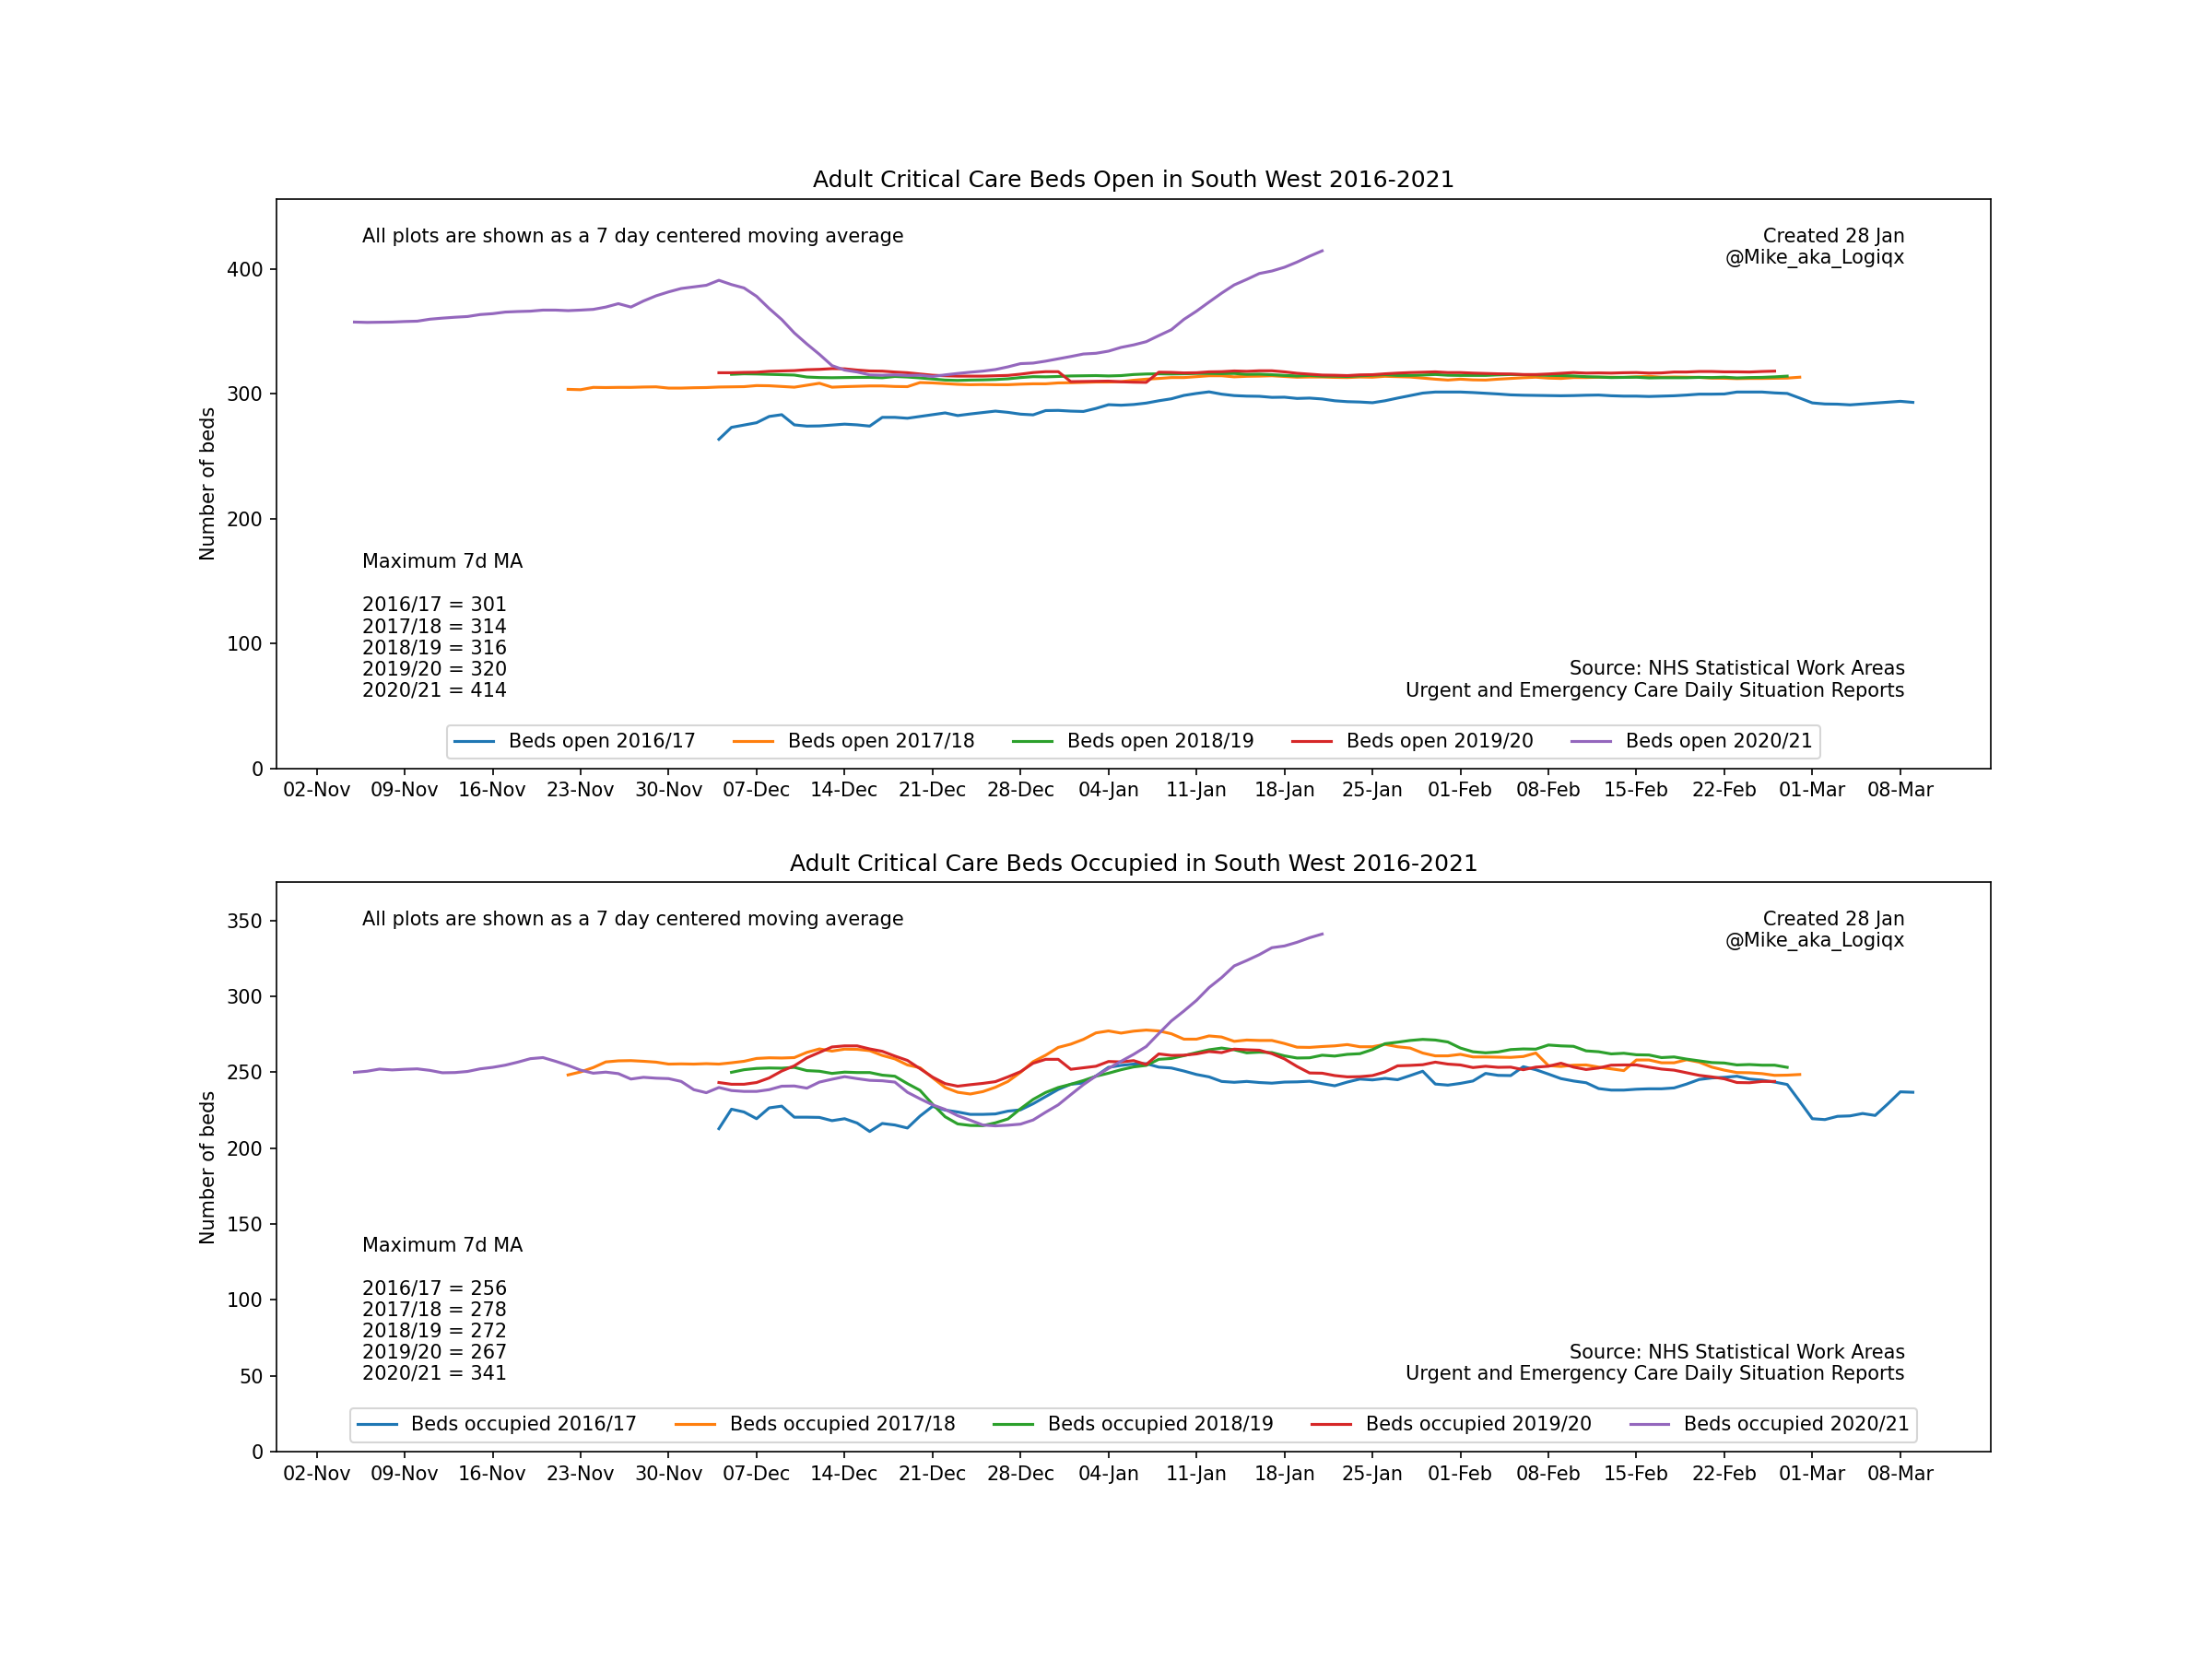 Adult Critical Care Beds Open in South West 2016-2021
All plots are shown as a 7 day centered moving average
Created 28 Jan
@Mike_aka_Logiqx
400
300
200
100
0
Number of beds
Maximum 7d MA
2016/17 = 301
2017/18 = 314
2018/19 = 316
2019/20 = 320
2020/21 = 414
Source: NHS Statistical Work Areas
Urgent and Emergency Care Daily Situation Reports
Beds open 2016/17 Beds open 2017/18 Beds open 2018/19 Beds open 2019/20 Beds open 2020/21
02-Nov 09-Nov 16-Nov 23-Nov 30-Nov 07-Dec 14-Dec 21-Dec 28-Dec 04-Jan 11-Jan 18-Jan 25-Jan 01-Feb 08-Feb 15-Feb 22-Feb 01-Mar 08-Mar
Adult Critical Care Beds Occupied in South West 2016-2021
All plots are shown as a 7 day centered moving average
Created 28 Jan
@Mike_aka_Logiqx
350
300
250
200
150
100
50
0
Number of beds
Maximum 7d MA
2016/17 = 256
2017/18 = 278
2018/19 = 272
2019/20 = 267
2020/21 = 341
Source: NHS Statistical Work Areas
Urgent and Emergency Care Daily Situation Reports
Beds occupied 2016/17 Beds occupied 2017/18 Beds occupied 2018/19 Beds occupied 2019/20 Beds occupied 2020/21
02-Nov 09-Nov 16-Nov 23-Nov 30-Nov 07-Dec 14-Dec 21-Dec 28-Dec 04-Jan 11-Jan 18-Jan 25-Jan 01-Feb 08-Feb 15-Feb 22-Feb 01-Mar 08-Mar